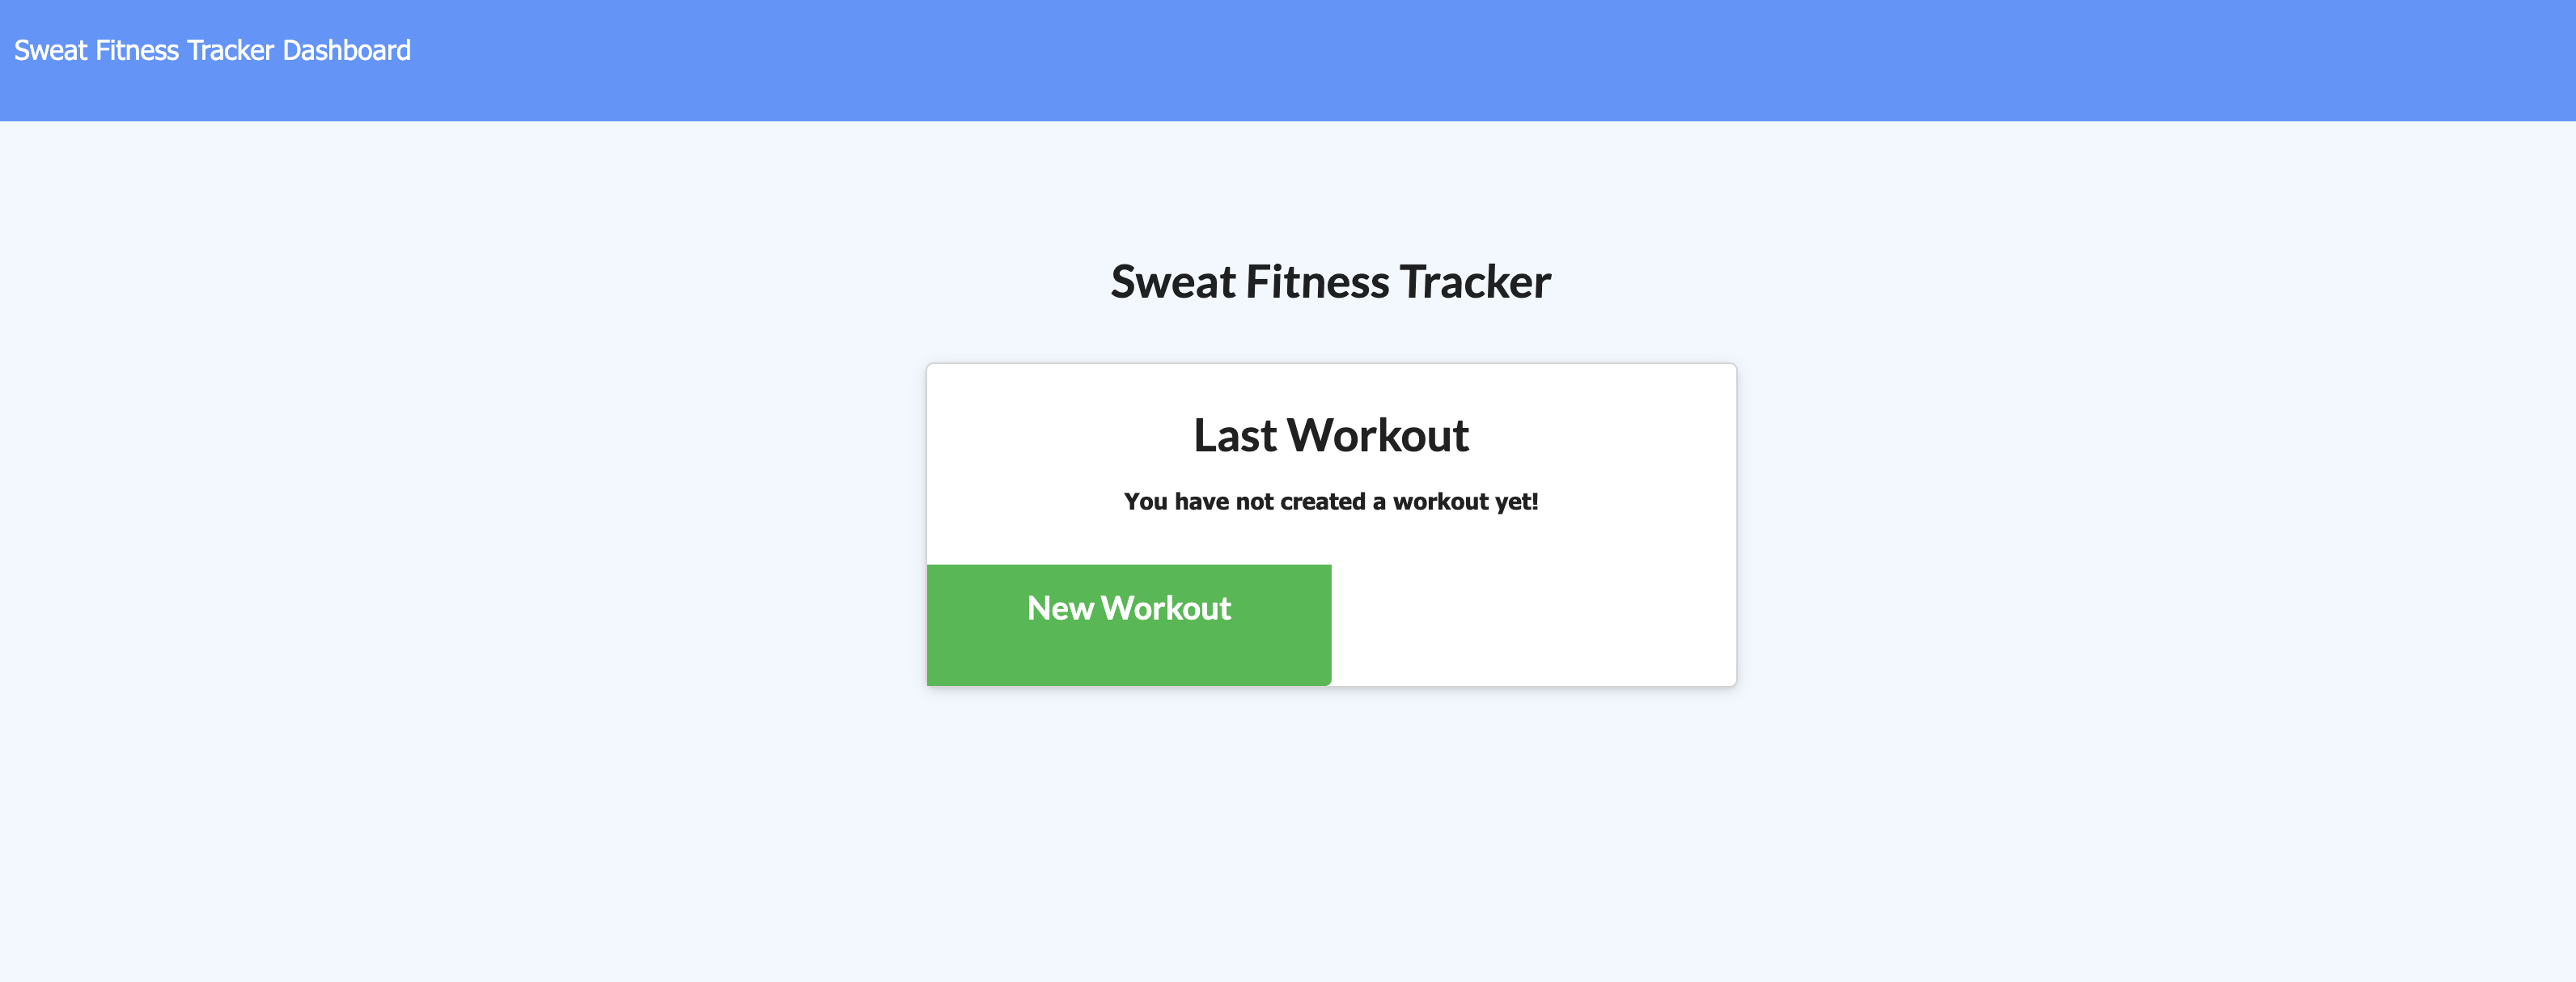 Sweat Fitness Tracker Dashboard
Sweat Fitness Tracker
Last Workout
You have not created a workout yet!
New Workout